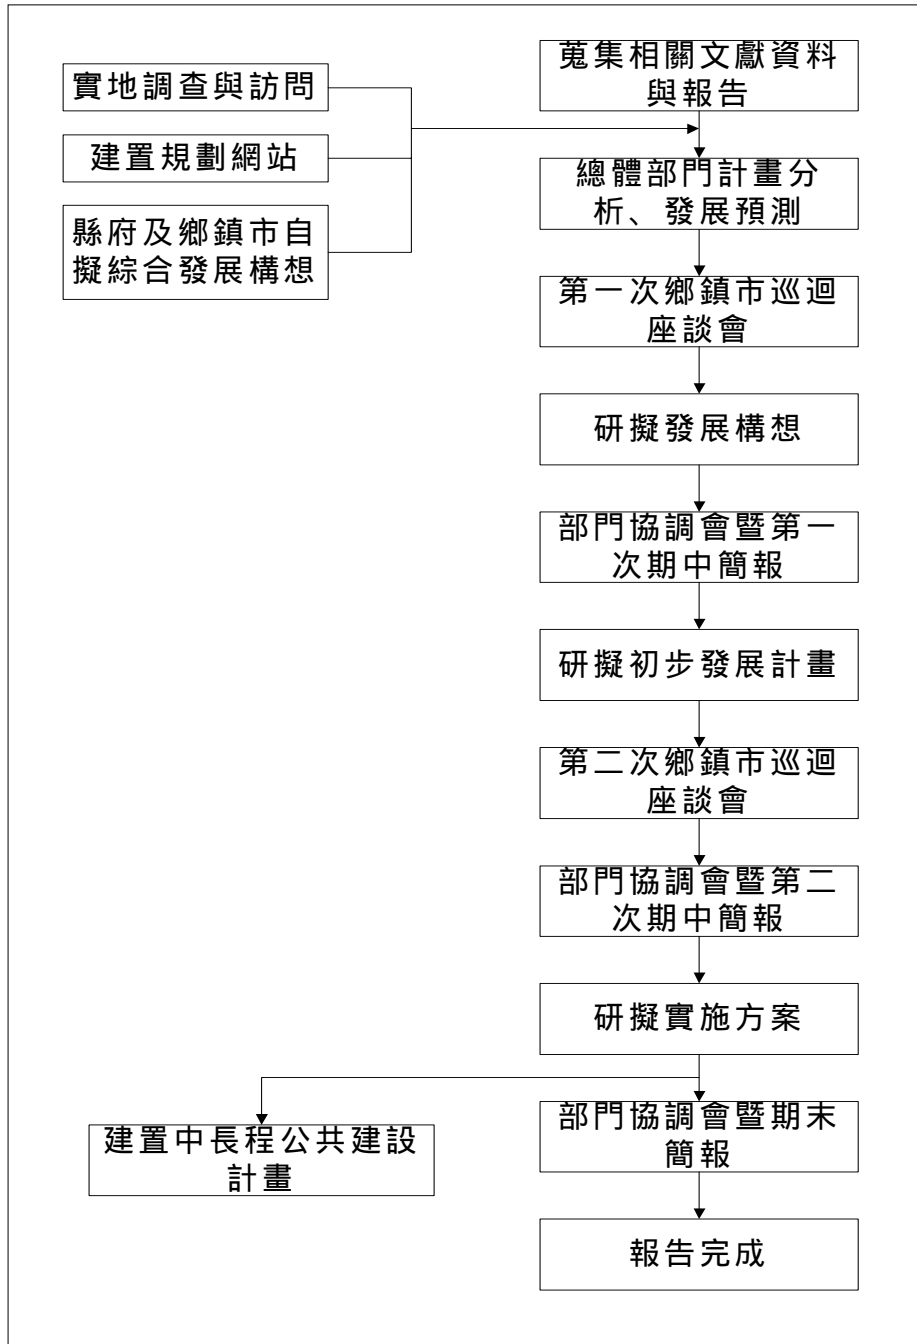 蒐集相關文獻資料
與報告
實地調查與訪問
建置規劃網站
縣府及鄉鎮市自
擬綜合發展構想
總體部門計畫分
析、發展預測
第一次鄉鎮市巡迴
座談會
研擬發展構想
部門協調會暨第一
次期中簡報
研擬初步發展計畫
第二次鄉鎮市巡迴
座談會
部門協調會暨第二
次期中簡報
研擬實施方案
部門協調會暨期末
簡報
建置中長程公共建設
計畫
報告完成